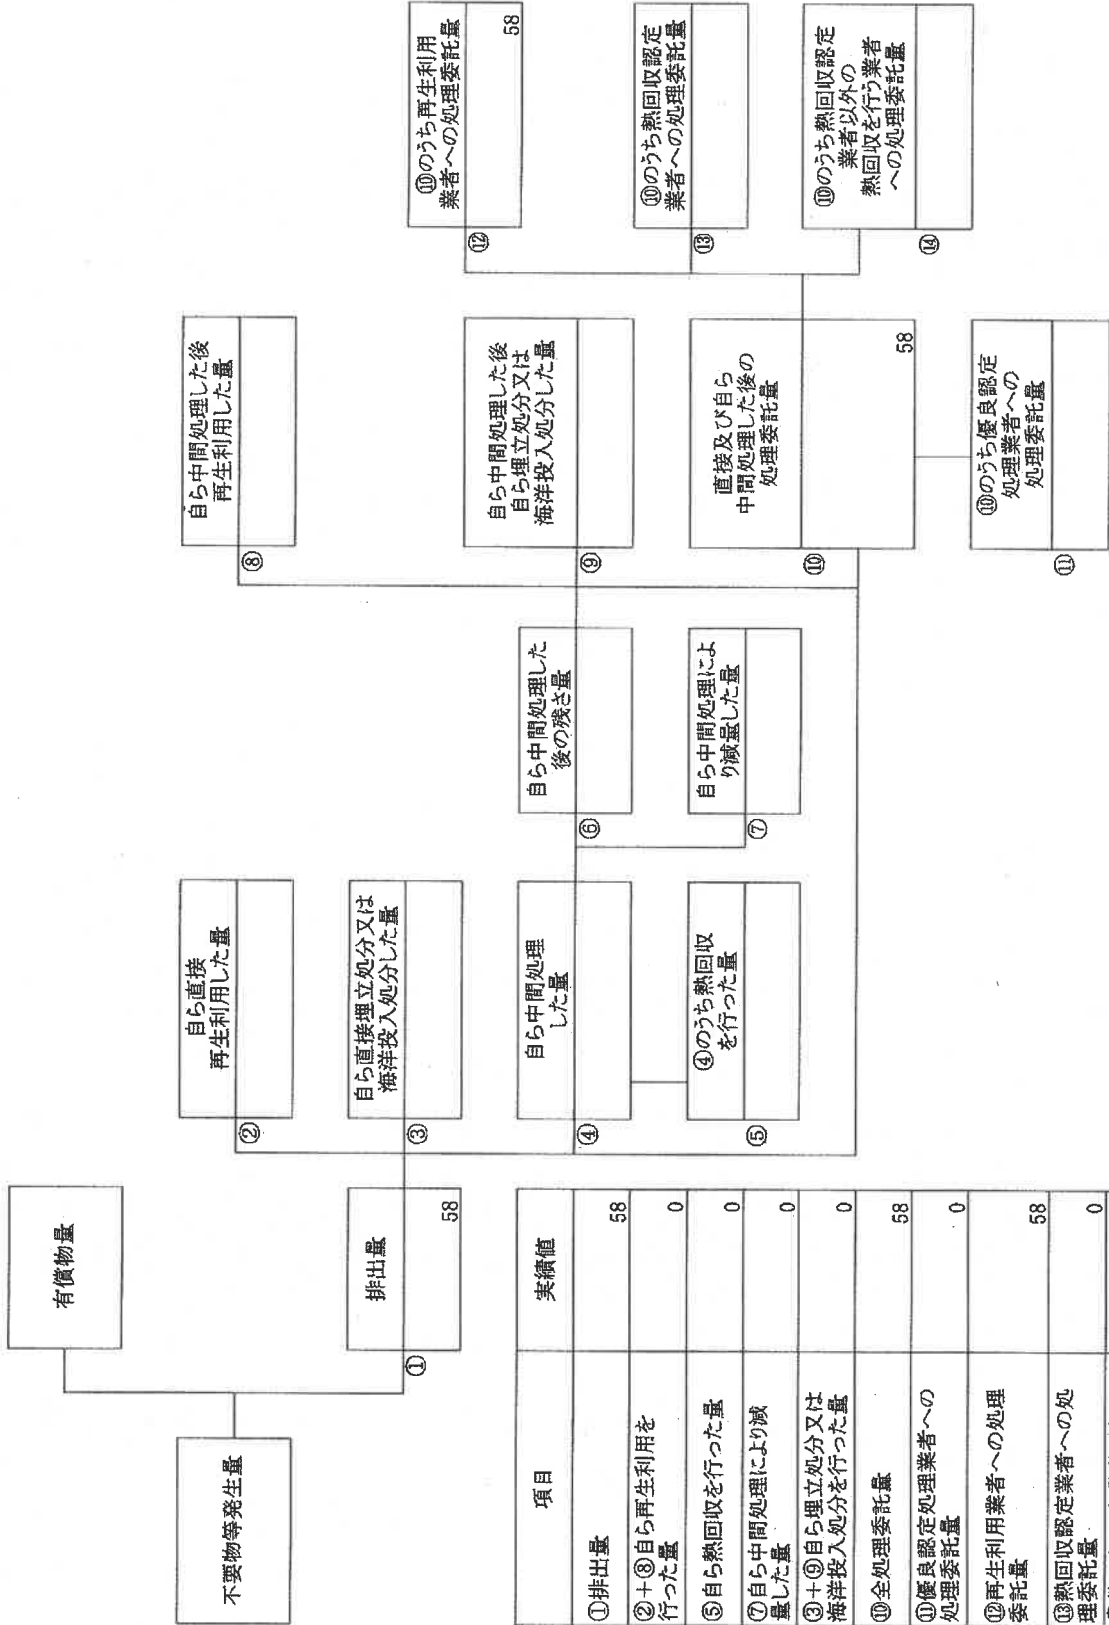 不要物等発生量
有償物量
①
排出量
58
②
自ら直接
再生利用した量
③
自ら直接埋立処分又は
海洋投入処分した量
④
自ら中間処理
した量
⑤
④のうち熱回収
を行った量
⑥
自ら中間処理した
後の残さ量
⑦
自ら中間処理によ
り減量した量
⑧
自ら中間処理した後
再生利用した量
⑨
自ら中間処理した後
自ら埋立処分又は
海洋投入処分した量
⑩
直接及び自ら
中間処理した後の
処理委託量
58
⑪
⑩のうち優良認定
処理業者への
処理委託量
⑫
⑩のうち再生利用
業者への処理委託量
58
⑬
⑩のうち熱回収認定
業者への処理委託量
⑭
⑩のうち熱回収認定
業者以外の
熱回収を行う業者
への処理委託量
項目 実績値
①排出量 58
②+⑧自ら再生利用を
行った量 0
⑤自ら熱回収を行った量 0
⑦自ら中間処理により減
量した量 0
③+⑨自ら埋立処分又は
海洋投入処分を行った量 0
⑩全処理委託量 58
⑪優良認定処理業者への
処理委託量 0
⑫再生利用業者への処理
委託量 58
⑬熱回収認定業者への処
理委託量 0